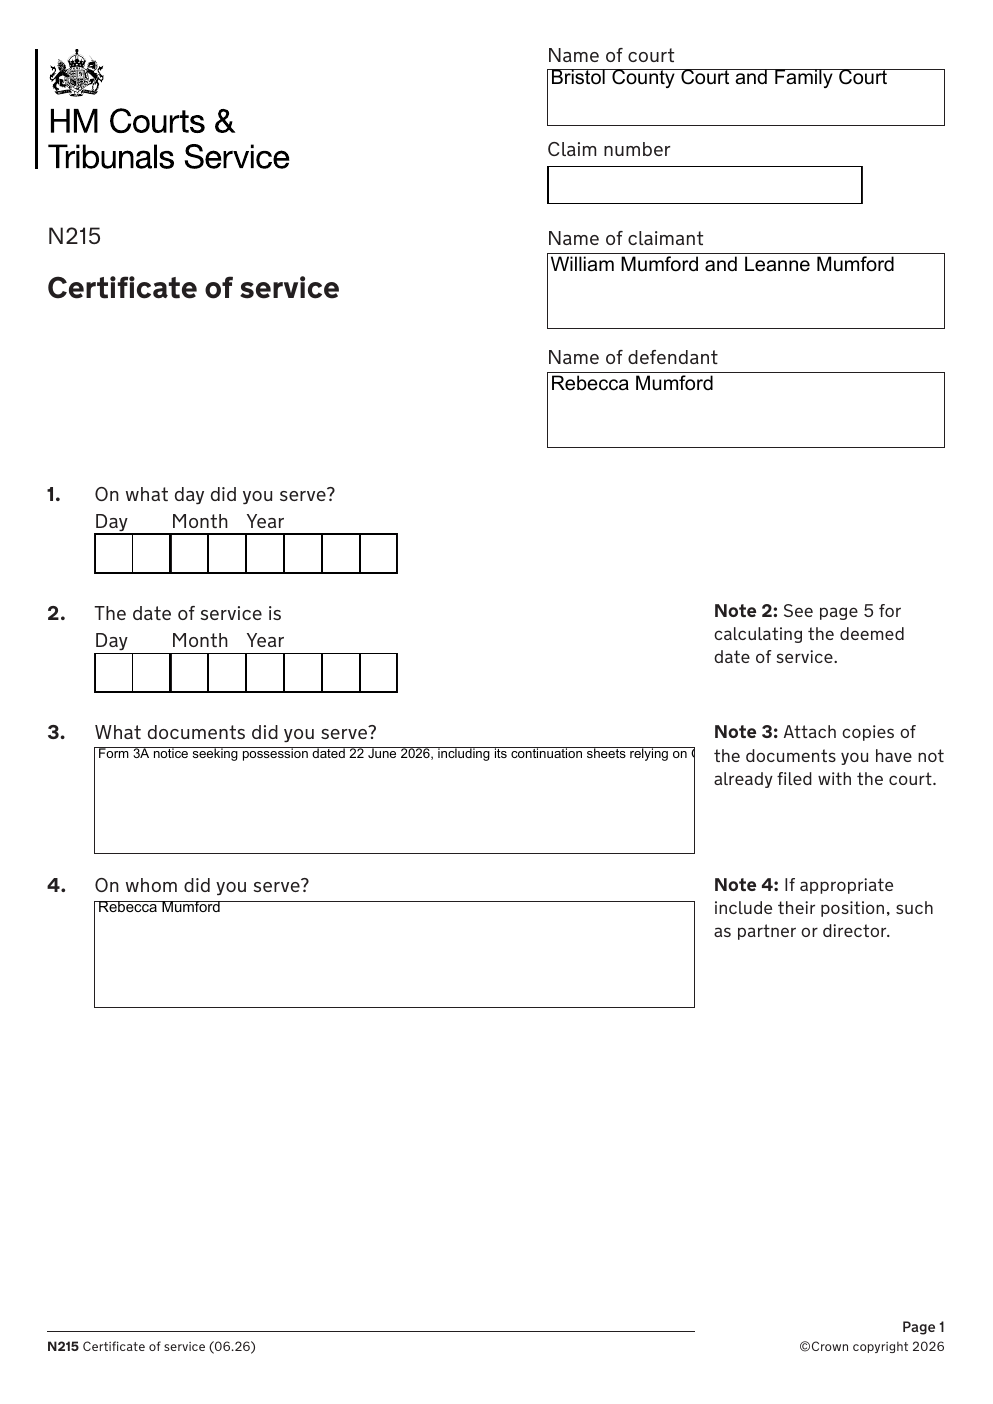 HM Courts &
Tribunals Service
Name of court
Bristol County Court and Family Court
Claim number
N215
Certificate of service
Name of claimant
William Mumford and Leanne Mumford
Name of defendant
Rebecca Mumford
1. On what day did you serve?
Day Month Year
2. The date of service is
Day Month Year
Note 2: See page 5 for
calculating the deemed
date of service.
3. What documents did you serve?
Form 3A notice seeking possession dated 22 June 2026, including its continuation sheets relying on
Note 3: Attach copies of
the documents you have not
already filed with the court.
4. On whom did you serve?
Rebecca Mumford
Note 4: If appropriate
include their position, such
as partner or director.
Page 1
N215 Certificate of service (06.26)
©Crown copyright 2026